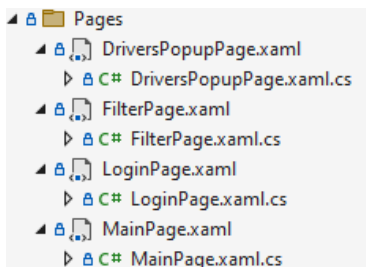 Pages
DriversPopupPage.xaml
C# DriversPopupPage.xaml.cs
FilterPage.xaml
C# FilterPage.xaml.cs
LoginPage.xaml
C# LoginPage.xaml.cs
MainPage.xaml
C# MainPage.xaml.cs